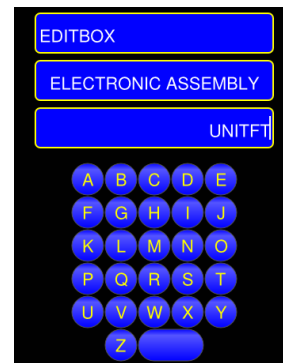 EDITBOX
ELECTRONIC ASSEMBLY
UNITFT
A B C D E
F G H I J
K L M N O
P Q R S T
U V W X Y
Z